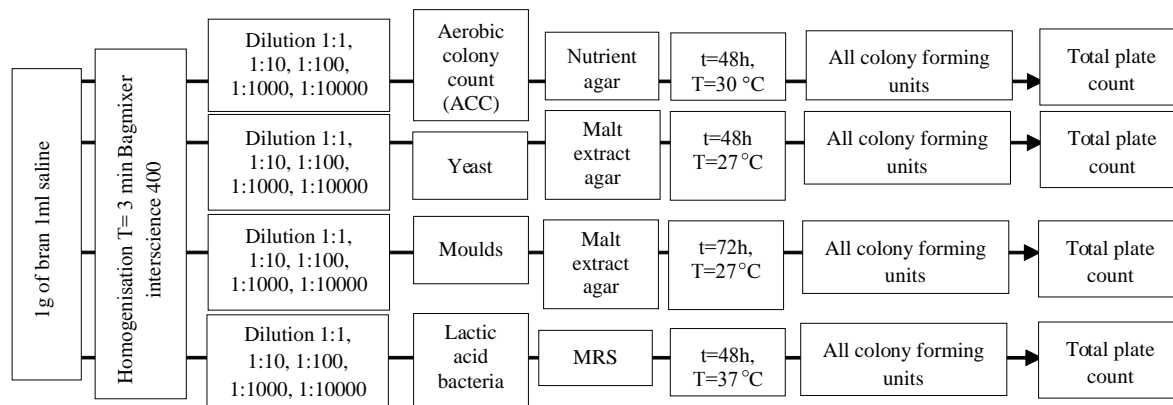 1g of bran 1ml saline
Homogenisation T= 3 min Bagmixer
interscience 400
Dilution 1:1,
1:10, 1:100,
1:1000, 1:10000
Aerobic
colony
count
(ACC)
Nutrient
agar
t=48h,
T=30 °C
All colony forming
units
Total plate
count
Dilution 1:1,
1:10, 1:100,
1:1000, 1:10000
Yeast
Malt
extract
agar
t=48h
T=27°C
All colony forming
units
Total plate
count
Dilution 1:1,
1:10, 1:100,
1:1000, 1:10000
Moulds
Malt
extract
agar
t=72h,
T=27°C
All colony forming
units
Total plate
count
Dilution 1:1,
1:10, 1:100,
1:1000, 1:10000
Lactic
acid
bacteria
MRS
t=48h,
T=37°C
All colony forming
units
Total plate
count